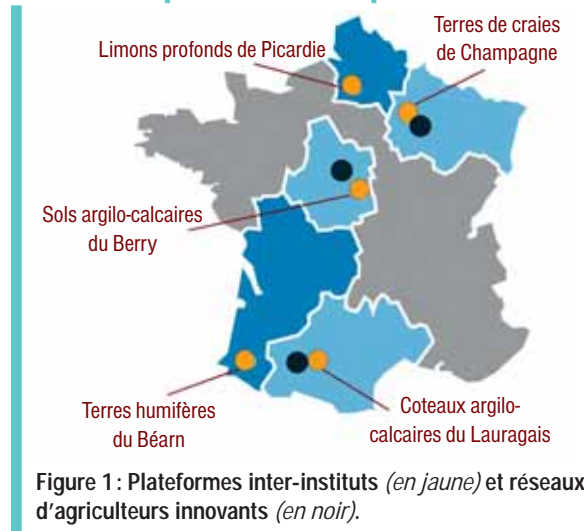 Limons profonds de Picardie
Terres de craies
de Champagne
Sols argilo-calcaires
du Berry
Terres humifères
du Béarn
Coteaux argilo-
calcaires du Lauragais
Figure 1 : Plateformes inter-instituts (en jaune) et réseaux
d'agriculteurs innovants (en noir).